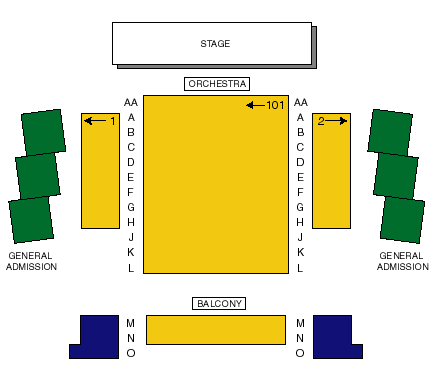 STAGE
ORCHESTRA
AA 101 AA
1 A A 2
B B
C C
D D
E E
F F
G G
H H
J J
K K
L L
GENERAL
ADMISSION
GENERAL
ADMISSION
BALCONY
M M
N N
O O